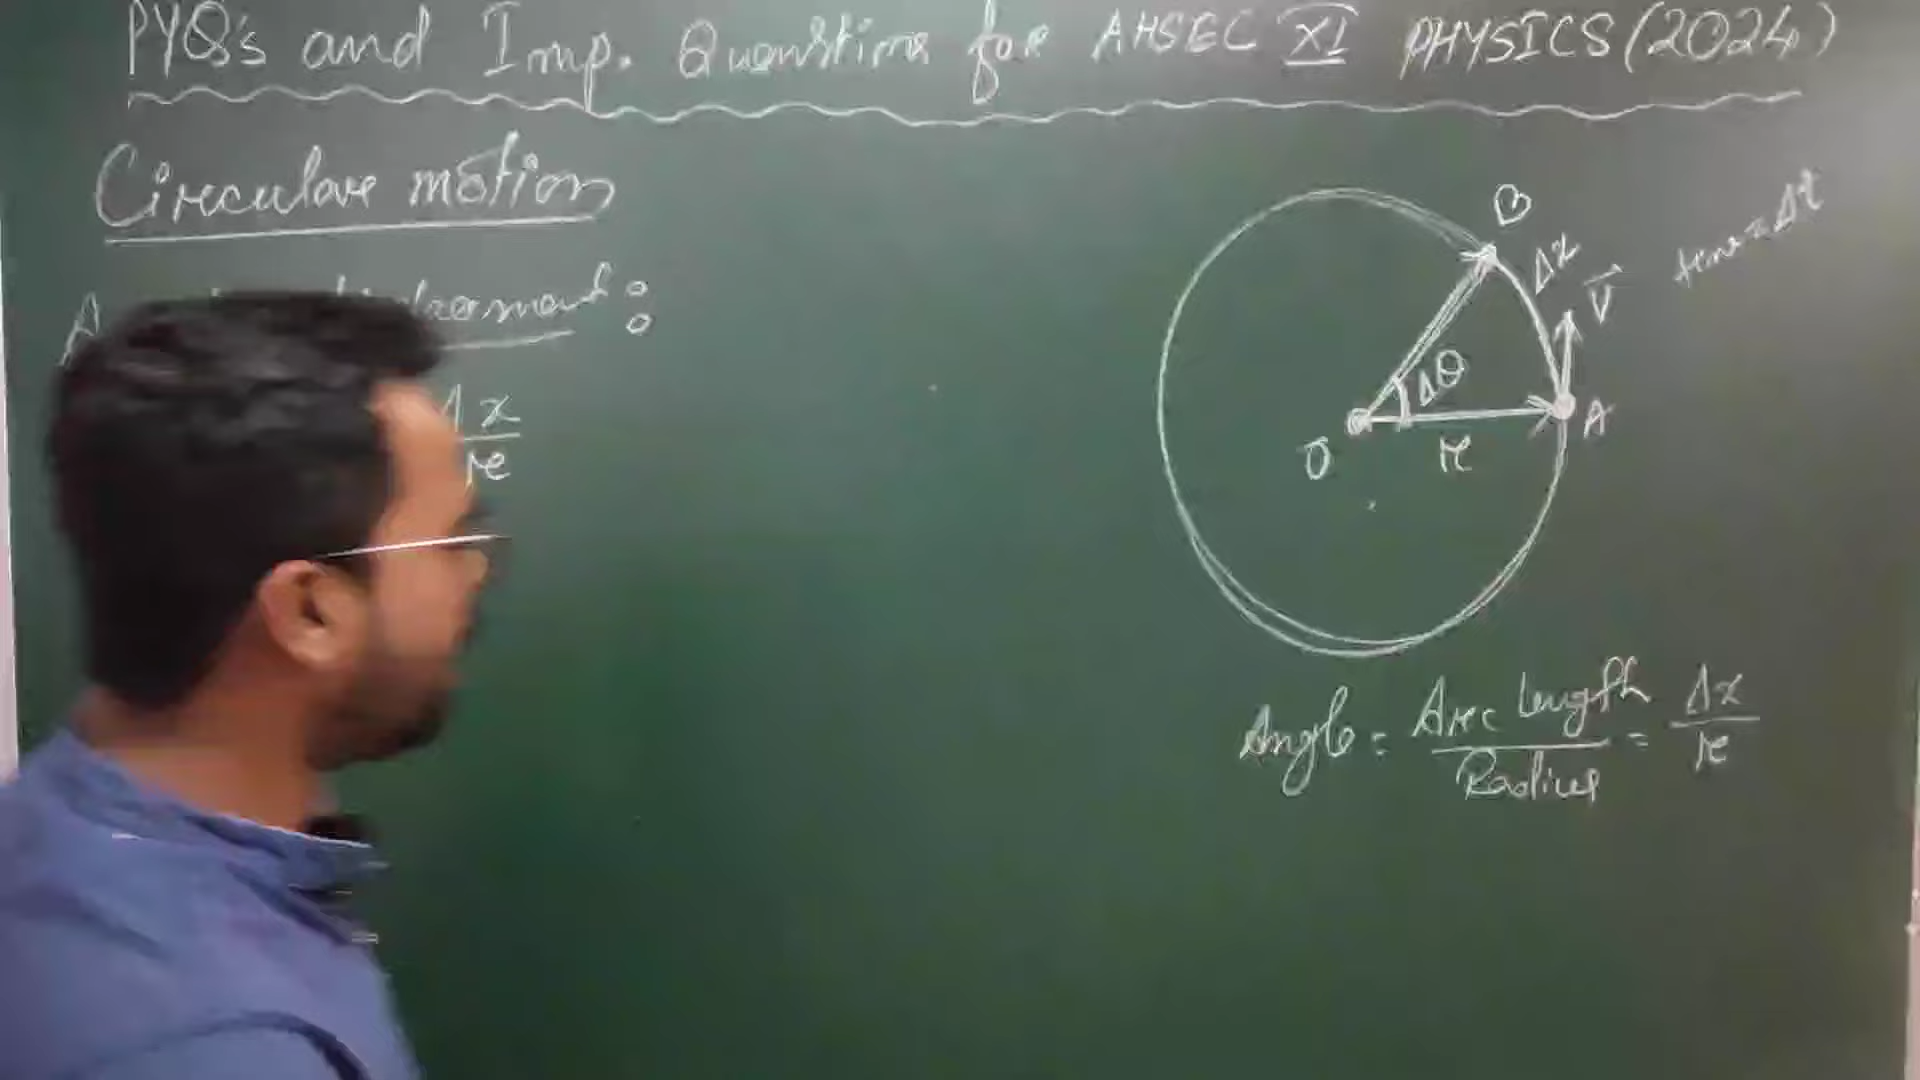 PYQ's and Imp. Questions for AHSEC XI PHYSICS (2024)
Circular motion
:
Δx
r
B
Δx
V
time = Δt
Δθ
O
r
A
Angle = Arc length = Δx
Radius r